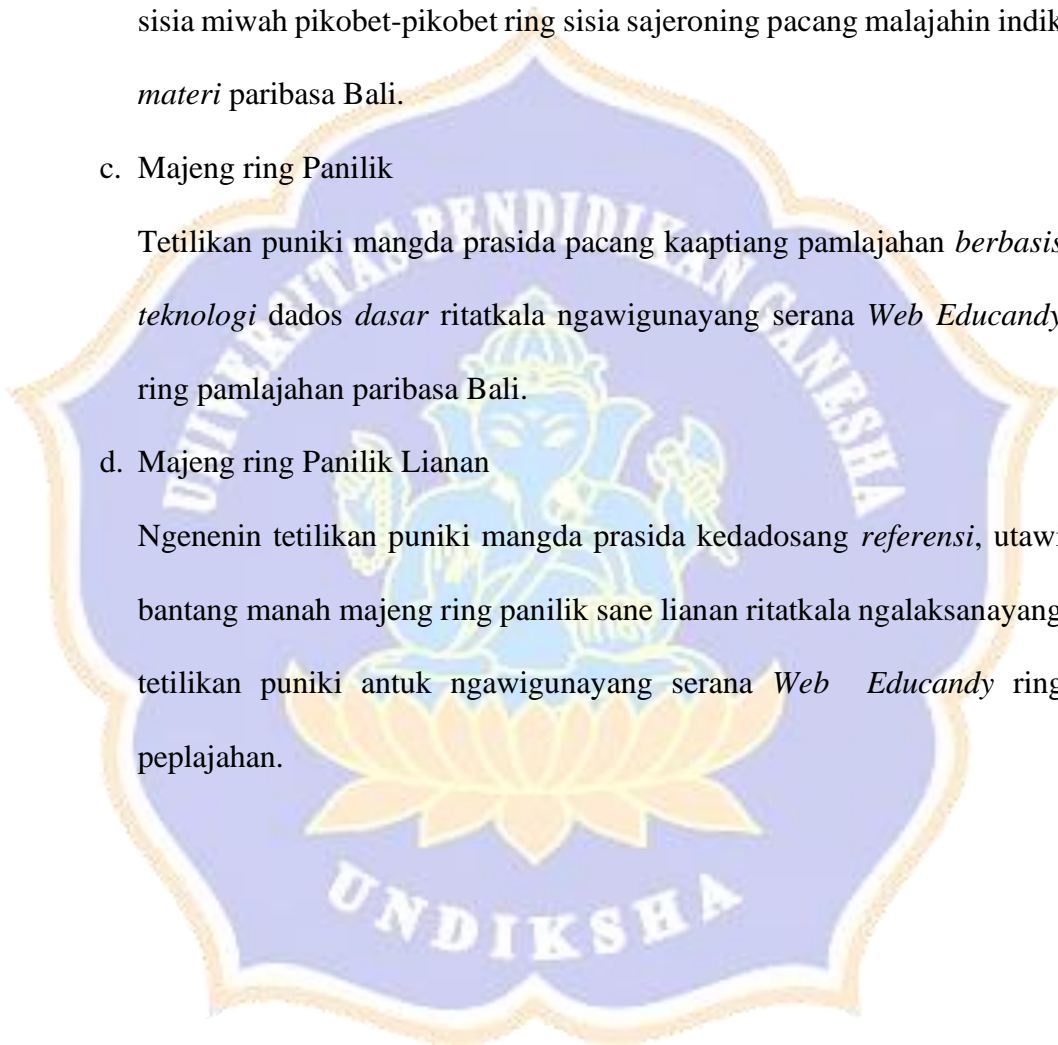 sisia miwah pikobet-pikobet ring sisia sajeroning pacang malajahin indik
materi paribasa Bali.
c. Majeng ring Panilik
Tetilikan puniki mangda prasida pacang kaaptiang pamlajahan berbasis
teknologi dados dasar ritatkala ngawigunayang serana Web Educandy
ring pamlajahan paribasa Bali.
d. Majeng ring Panilik Lianan
Ngenenin tetilikan puniki mangda prasida kedadosang referensi, utawi
bantang manah majeng ring panilik sane lianan ritatkala ngalaksanayang
tetilikan puniki antuk ngawigunayang serana Web Educandy ring
peplajahan.
UNIVERSITAS PENDIDIKAN GANESHA
UNDIKSHA